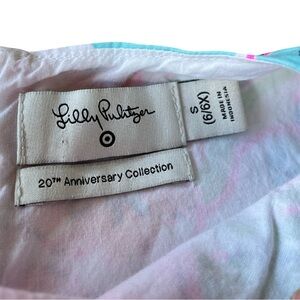 Lilly Pulitzer
20TH Anniversary Collection
S
(6/6X)
MADE IN
INDONESIA